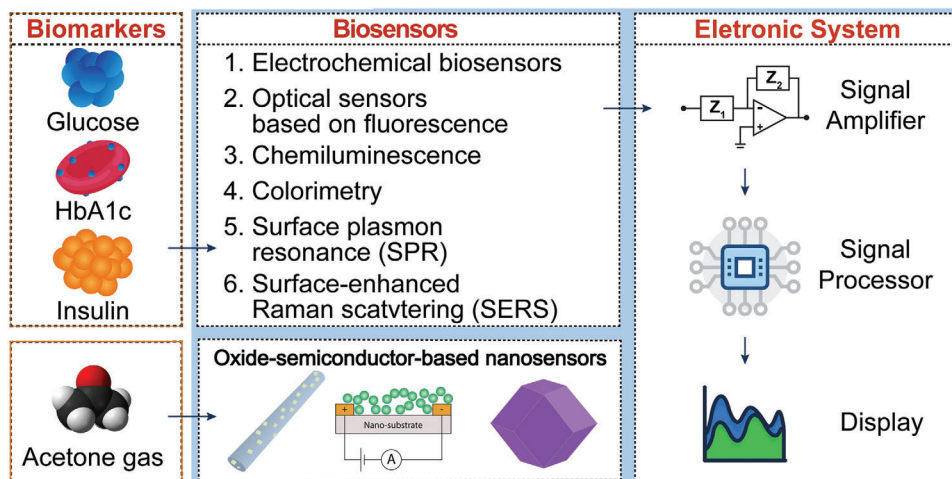 Biomarkers
Glucose
HbA1c
Insulin
Acetone gas
Biosensors
1. Electrochemical biosensors
2. Optical sensors
based on fluorescence
3. Chemiluminescence
4. Colorimetry
5. Surface plasmon
resonance (SPR)
6. Surface-enhanced
Raman scatvtering (SERS)
Oxide-semiconductor-based nanosensors
+
-
Nano-substrate
A
Eletronic System
Z1
Z2
-
+
Signal
Amplifier
Signal
Processor
Display